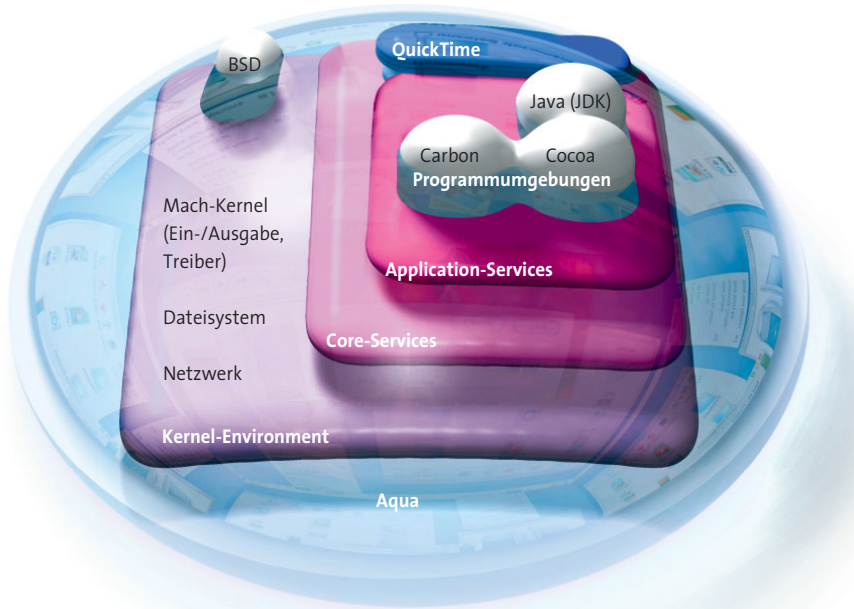 QuickTime
BSD
Java (JDK)
Carbon
Cocoa
Programmumgebungen
Mach-Kernel
(Ein-/Ausgabe,
Treiber)
Application-Services
Dateisystem
Core-Services
Netzwerk
Kernel-Environment
Aqua